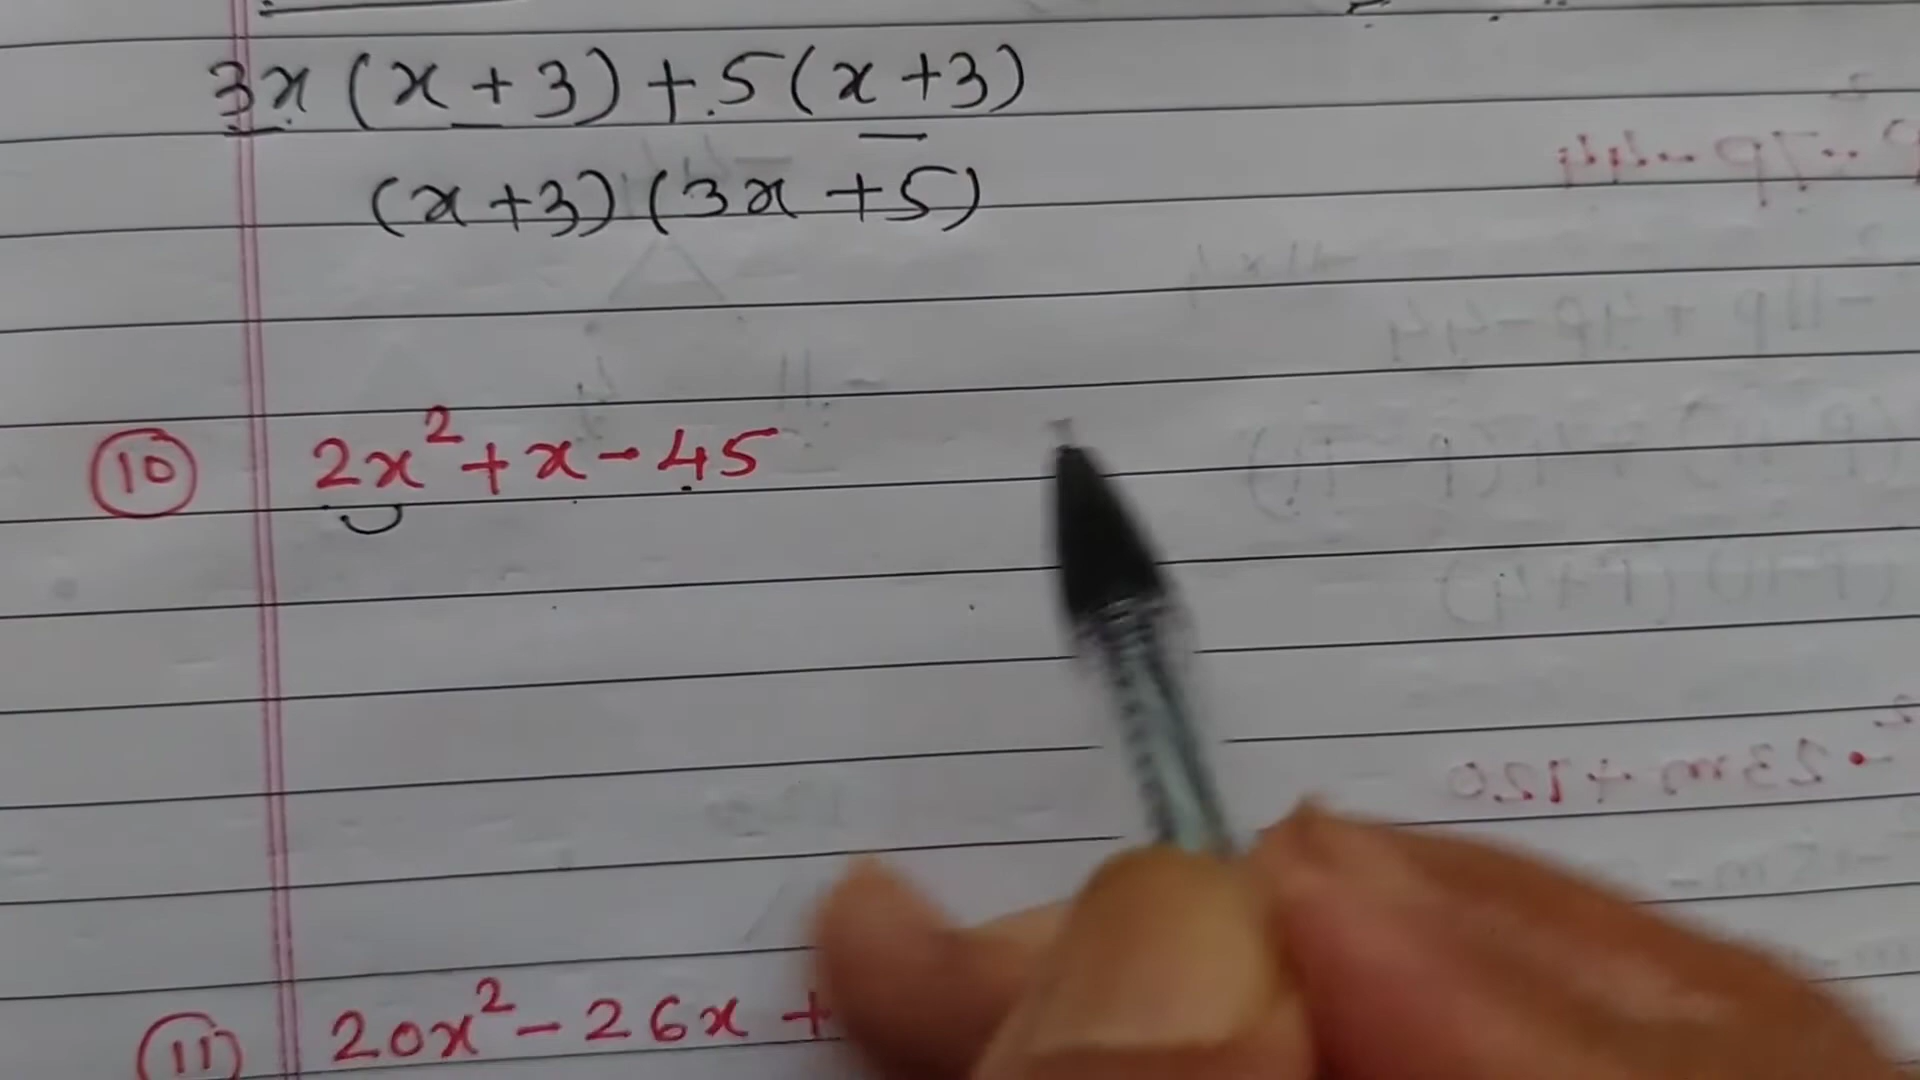 3x (x + 3) + 5 (x + 3)
(x + 3) (3x + 5)
10 2x² + x - 45
11 20x² - 26x +